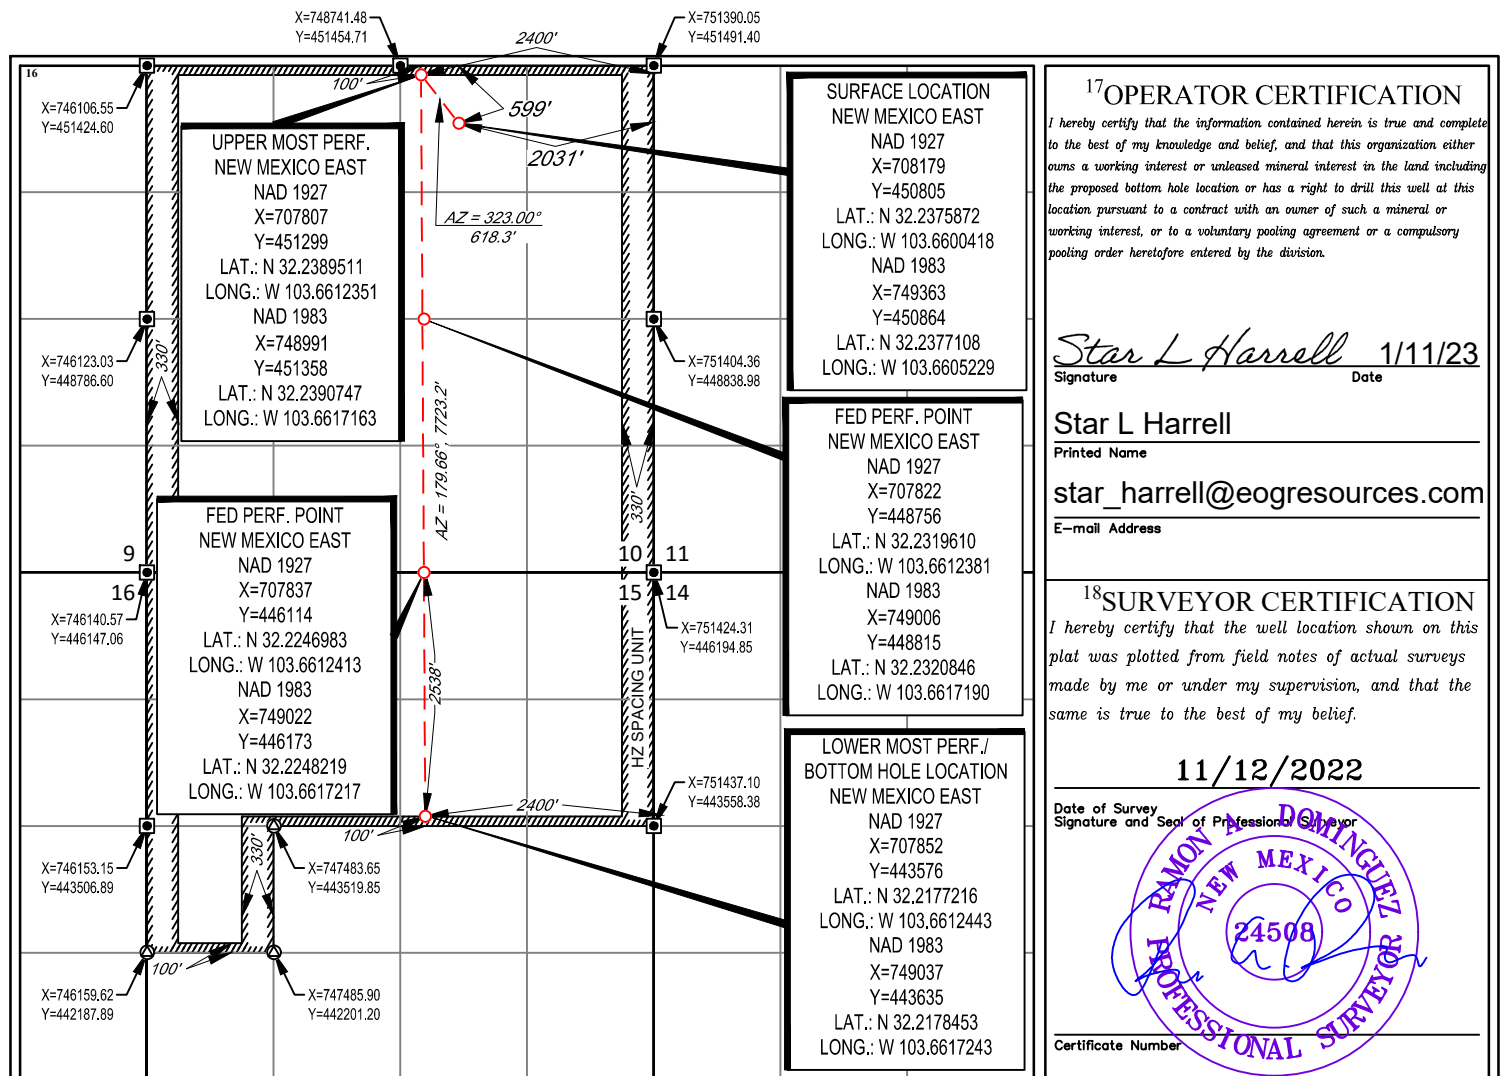 X=748741.48
Y=451454.71
X=751390.05
Y=451491.40
2400'
16
100'
X=746106.55
Y=451424.60
599'
2031'
AZ = 323.00°
618.3'
UPPER MOST PERF.
NEW MEXICO EAST
NAD 1927
X=707807
Y=451299
LAT.: N 32.2389511
LONG.: W 103.6612351
NAD 1983
X=748991
Y=451358
LAT.: N 32.2390747
LONG.: W 103.6617163
SURFACE LOCATION
NEW MEXICO EAST
NAD 1927
X=708179
Y=450805
LAT.: N 32.2375872
LONG.: W 103.6600418
NAD 1983
X=749363
Y=450864
LAT.: N 32.2377108
LONG.: W 103.6605229
X=746123.03
Y=448786.60
330'
X=751404.36
Y=448838.98
AZ = 179.66°, 7723.2'
330'
FED PERF. POINT
NEW MEXICO EAST
NAD 1927
X=707822
Y=448756
LAT.: N 32.2319610
LONG.: W 103.6612381
NAD 1983
X=749006
Y=448815
LAT.: N 32.2320846
LONG.: W 103.6617190
FED PERF. POINT
NEW MEXICO EAST
NAD 1927
X=707837
Y=446114
LAT.: N 32.2246983
LONG.: W 103.6612413
NAD 1983
X=749022
Y=446173
LAT.: N 32.2248219
LONG.: W 103.6617217
9
16
10 11
15 14
X=746140.57
Y=446147.06
X=751424.31
Y=446194.85
2538'
HZ SPACING UNIT
LOWER MOST PERF./
BOTTOM HOLE LOCATION
NEW MEXICO EAST
NAD 1927
X=707852
Y=443576
LAT.: N 32.2177216
LONG.: W 103.6612443
NAD 1983
X=749037
Y=443635
LAT.: N 32.2178453
LONG.: W 103.6617243
X=751437.10
Y=443558.38
2400'
100'
330'
X=746153.15
Y=443506.89
X=747483.65
Y=443519.85
100'
X=746159.62
Y=442187.89
X=747485.90
Y=442201.20
17OPERATOR CERTIFICATION
I hereby certify that the information contained herein is true and complete
to the best of my knowledge and belief, and that this organization either
owns a working interest or unleased mineral interest in the land including
the proposed bottom hole location or has a right to drill this well at this
location pursuant to a contract with an owner of such a mineral or
working interest, or to a voluntary pooling agreement or a compulsory
pooling order heretofore entered by the division.
Star L Harrell 1/11/23
Signature Date
Star L Harrell
Printed Name
star_harrell@eogresources.com
E-mail Address
18SURVEYOR CERTIFICATION
I hereby certify that the well location shown on this
plat was plotted from field notes of actual surveys
made by me or under my supervision, and that the
same is true to the best of my belief.
11/12/2022
Date of Survey
Signature and Seal of Professional Surveyor
RAMON A. DOMINGUEZ
NEW MEXICO
24508
PROFESSIONAL SURVEYOR
Certificate Number